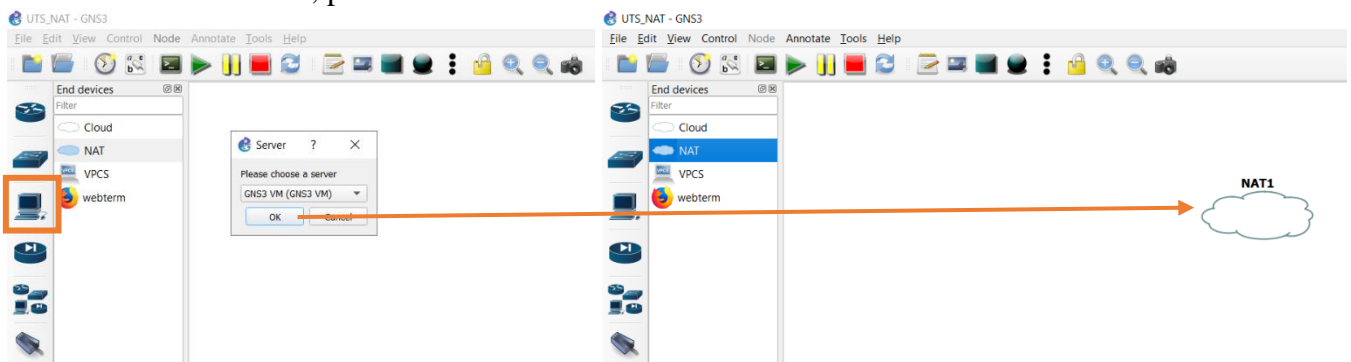 UTS_NAT - GNS3
File Edit View Control Node Annotate Tools Help
End devices
Filter
Cloud
NAT
VPCS
webterm
Server ? ×
Please choose a server
GNS3 VM (GNS3 VM)
OK Cancel
UTS_NAT - GNS3
File Edit View Control Node Annotate Tools Help
End devices
Filter
Cloud
NAT
VPCS
webterm
NAT1